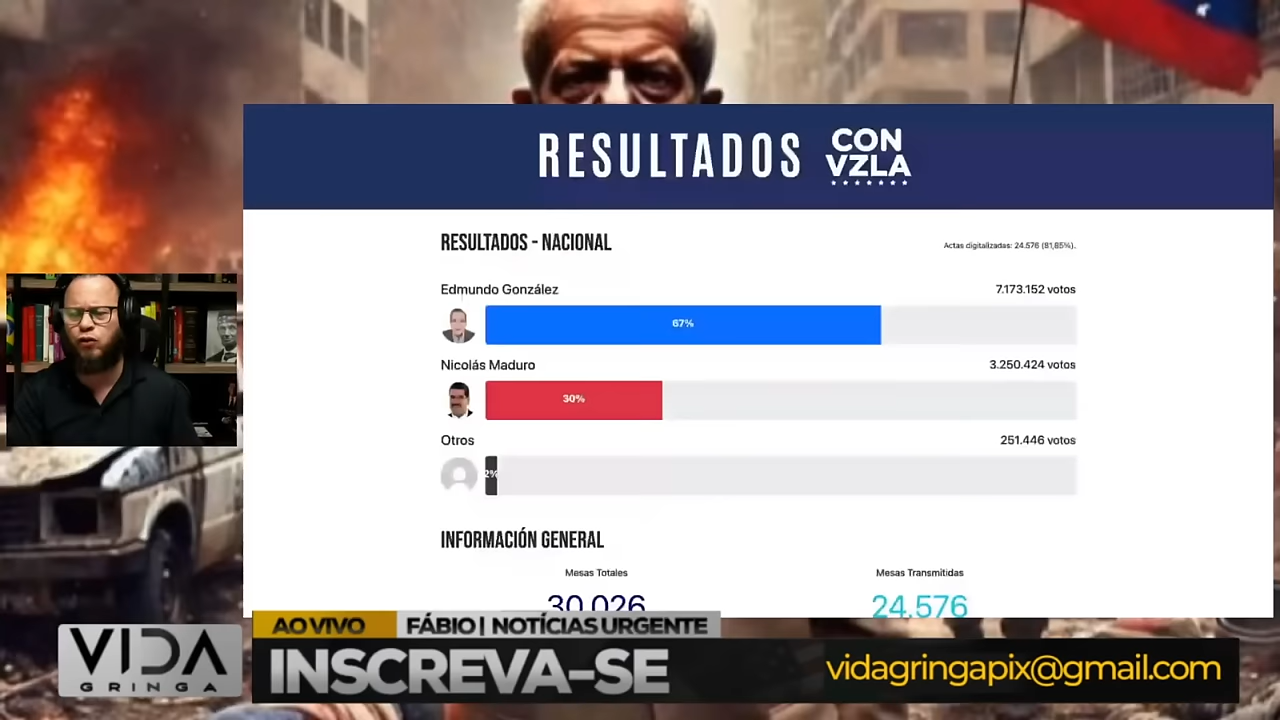 RESULTADOS
CON
VZLA
RESULTADOS - NACIONAL
Actas digitalizadas: 24.576 (81,85%).
Edmundo González
7.173.152 votos
67%
Nicolás Maduro
3.250.424 votos
30%
Otros
251.446 votos
2%
INFORMACIÓN GENERAL
Mesas Totales
Mesas Transmitidas
30.026
24.576
AO VIVO
FÁBIO | NOTÍCIAS URGENTE
VIDA
GRINGA
INSCREVA-SE
vidagringapix@gmail.com